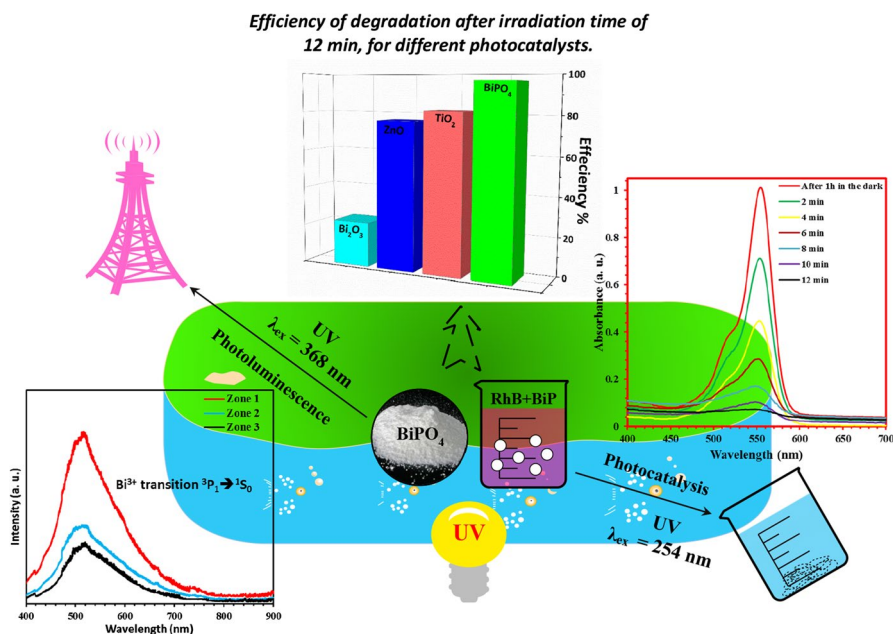 Efficiency of degradation after irradiation time of
12 min, for different photocatalysts.
100
80
60
40
20
0
Effeciency %
Bi₂O₃
ZnO
TiO₂
BiPO₄
Absorbance (a. u.)
1
0.8
0.6
0.4
0.2
0
400 450 500 550 600 650 700
Wavelength (nm)
After 1h in the dark
2 min
4 min
6 min
8 min
10 min
12 min
UV
λex = 368 nm
Photoluminescence
BiPO₄
RhB+BiP
Photocatalysis
UV
λex = 254 nm
UV
Zone 1
Zone 2
Zone 3
Bi³⁺ transition ³P₁➔¹S₀
Intensity (a. u.)
400 500 600 700 800 900
Wavelength (nm)